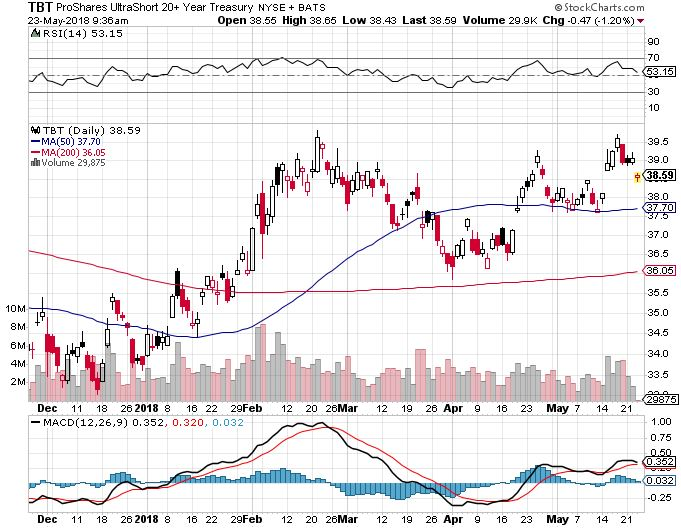 TBT ProShares UltraShort 20+ Year Treasury NYSE + BATS © StockCharts.com
23-May-2018 9:36am Open 38.55 High 38.65 Low 38.43 Last 38.59 Volume 29.9K Chg -0.47 (-1.20%)
RSI(14) 53.15
90
70
53.15
30
10
TBT (Daily) 38.59
MA(50) 37.70
MA(200) 36.05
Volume 29,875
39.5
39.0
38.59
38.0
37.70
37.5
37.0
36.5
36.05
35.5
35.0
34.5
34.0
33.5
10M
8M
6M
4M
2M
29875
Dec 11 18 26 2018 8 16 22 29 Feb 12 20 26 Mar 12 19 26 Apr 9 16 23 May 7 14 21
MACD(12,26,9) 0.352, 0.320, 0.032
1.00
0.75
0.50
0.352
0.032
-0.25
Dec 11 18 26 2018 8 16 22 29 Feb 12 20 26 Mar 12 19 26 Apr 9 16 23 May 7 14 21